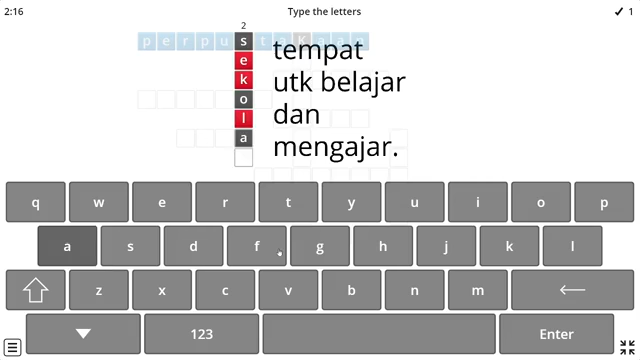 2:16
Type the letters
✓ 1
2
perpustaKaan
tempat
utk belajar
dan
mengajar.
s
e
k
o
l
a
q w e r t y u i o p
a s d f g h j k l
z x c v b n m
123
Enter